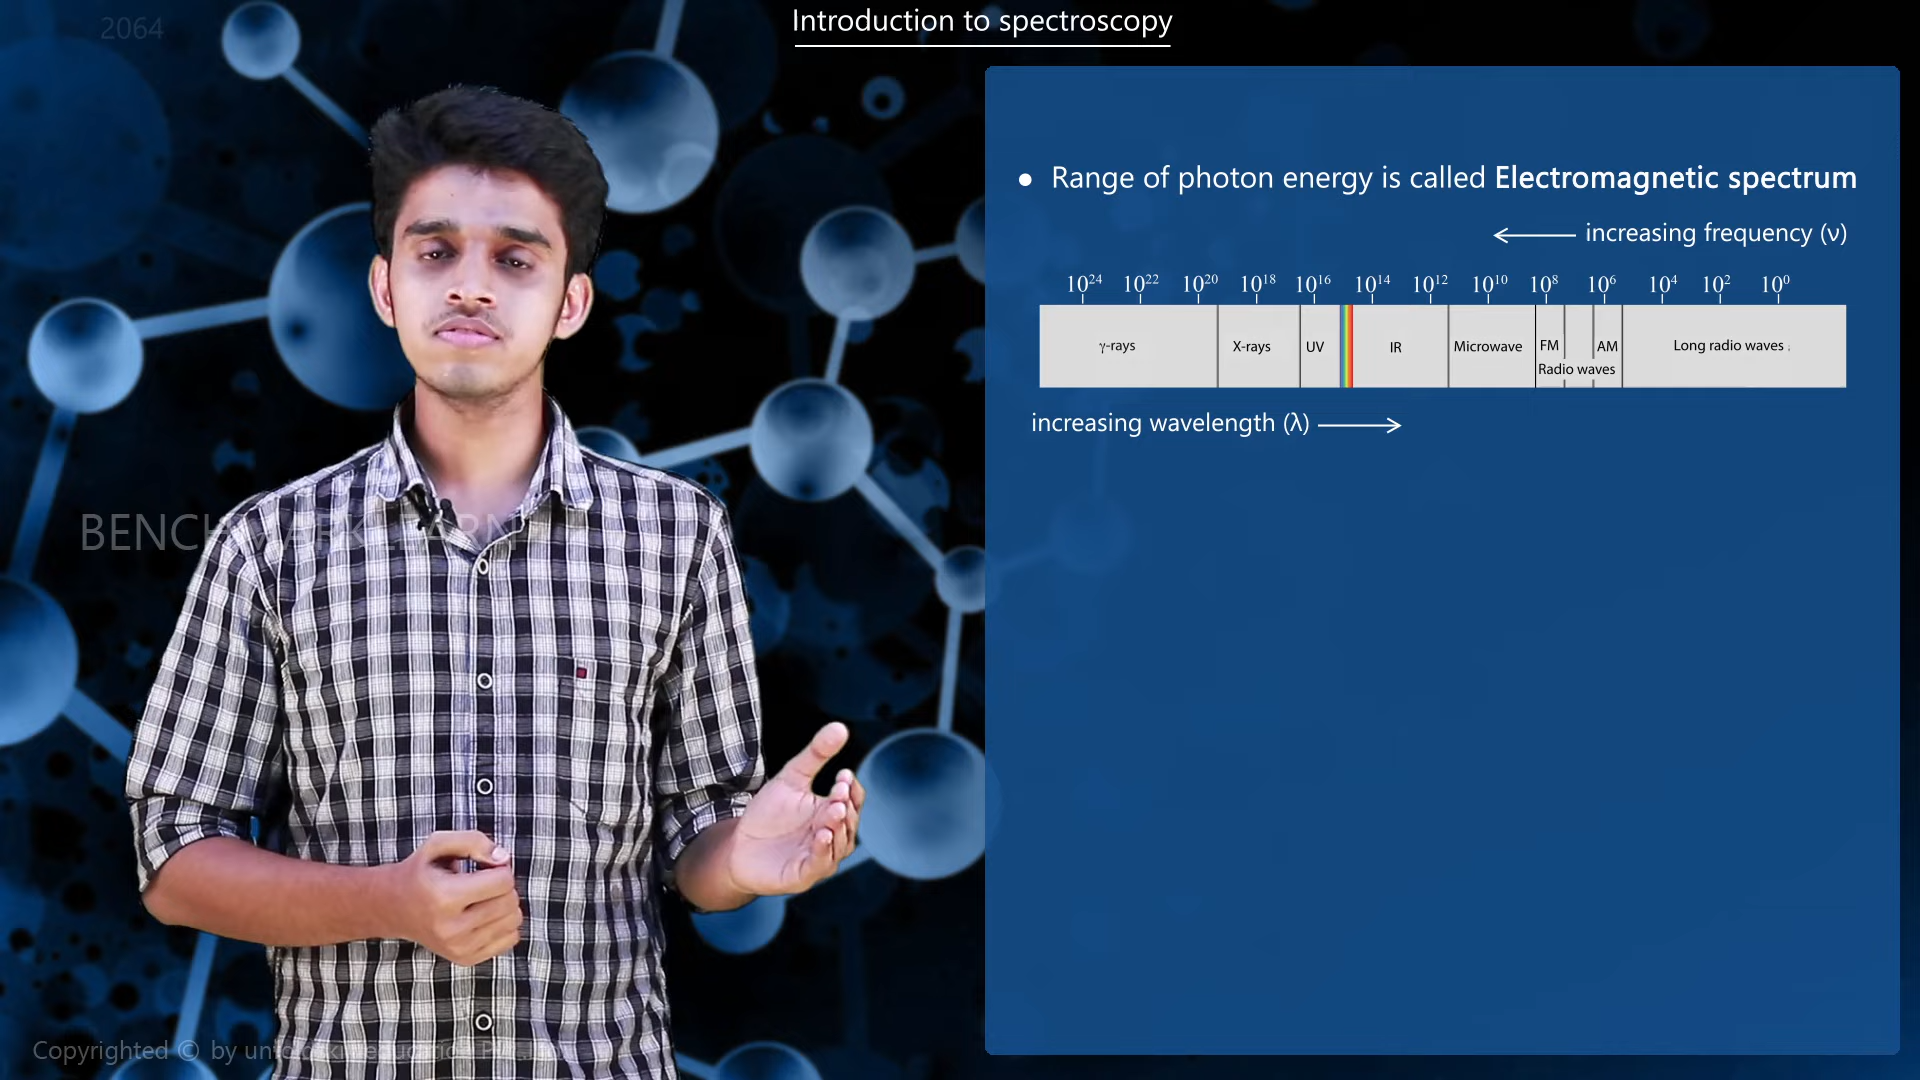 2064
Introduction to spectroscopy
● Range of photon energy is called Electromagnetic spectrum
increasing frequency (ν)
10²⁴ 10²² 10²⁰ 10¹⁸ 10¹⁶ 10¹⁴ 10¹² 10¹⁰ 10⁸ 10⁶ 10⁴ 10² 10⁰
γ-rays X-rays UV IR Microwave FM AM Long radio waves
Radio waves
increasing wavelength (λ)
BENCHMARKLEARN
Copyrighted © by